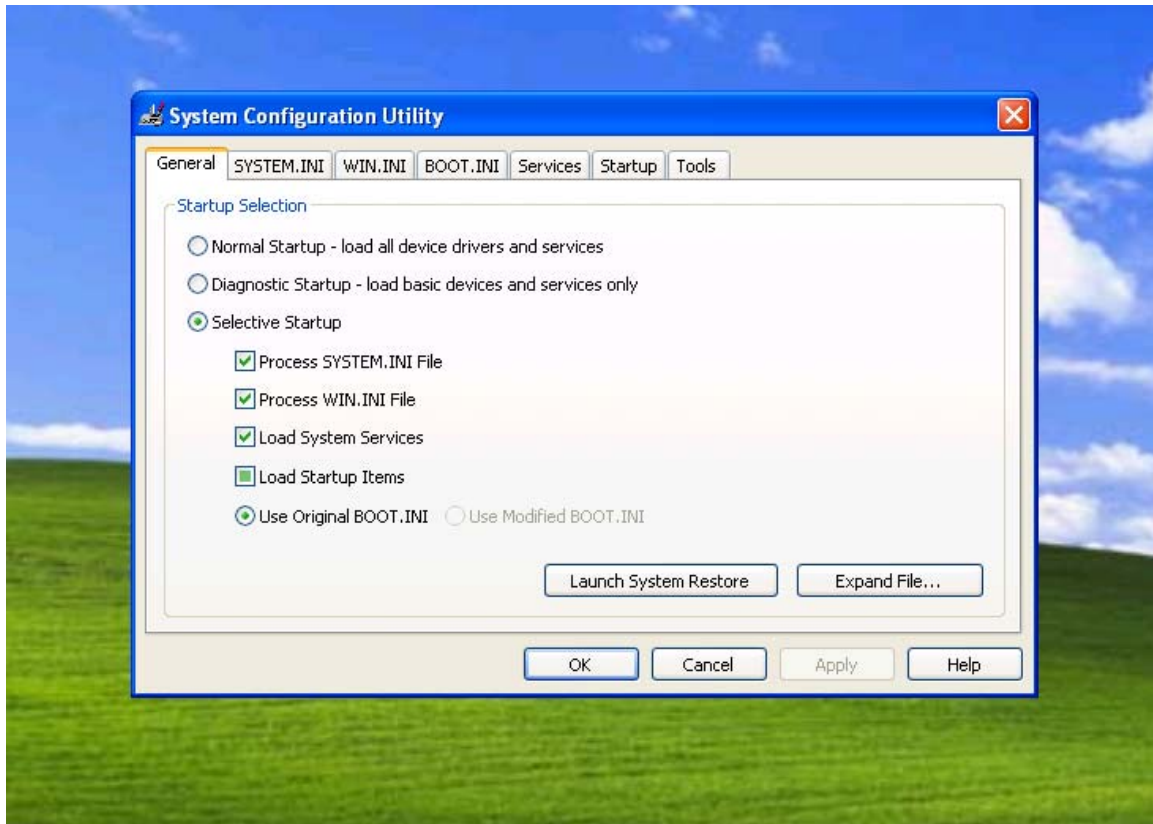 System Configuration Utility
General SYSTEM.INI WIN.INI BOOT.INI Services Startup Tools
Startup Selection
Normal Startup - load all device drivers and services
Diagnostic Startup - load basic devices and services only
Selective Startup
Process SYSTEM.INI File
Process WIN.INI File
Load System Services
Load Startup Items
Use Original BOOT.INI Use Modified BOOT.INI
Launch System Restore Expand File...
OK Cancel Apply Help